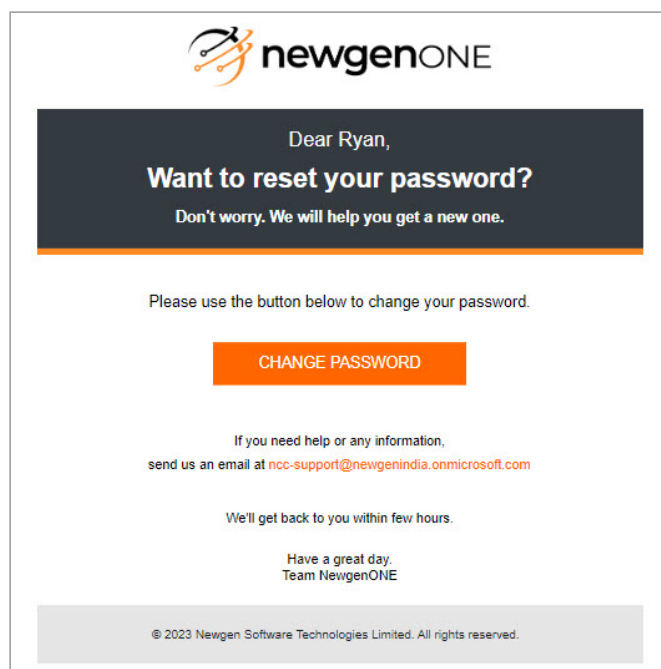 newgenONE
Dear Ryan,
Want to reset your password?
Don't worry. We will help you get a new one.
Please use the button below to change your password.
CHANGE PASSWORD
If you need help or any information,
send us an email at ncc-support@newgenindia.onmicrosoft.com
We'll get back to you within few hours.
Have a great day.
Team NewgenONE
© 2023 Newgen Software Technologies Limited. All rights reserved.